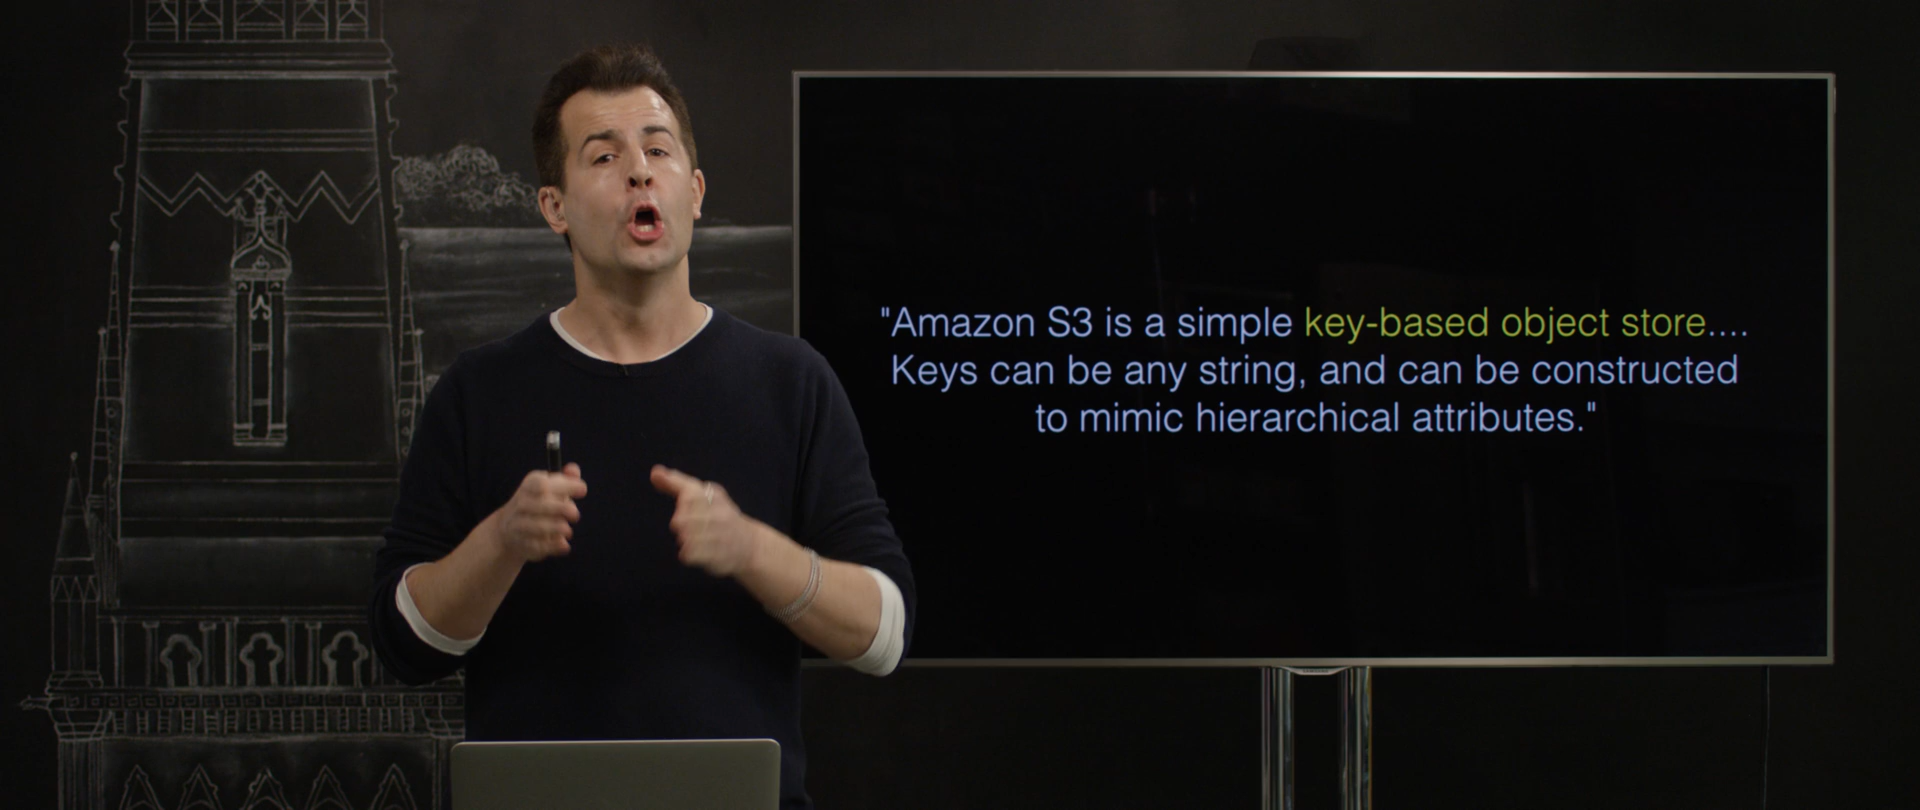 "Amazon S3 is a simple key-based object store....
Keys can be any string, and can be constructed
to mimic hierarchical attributes."